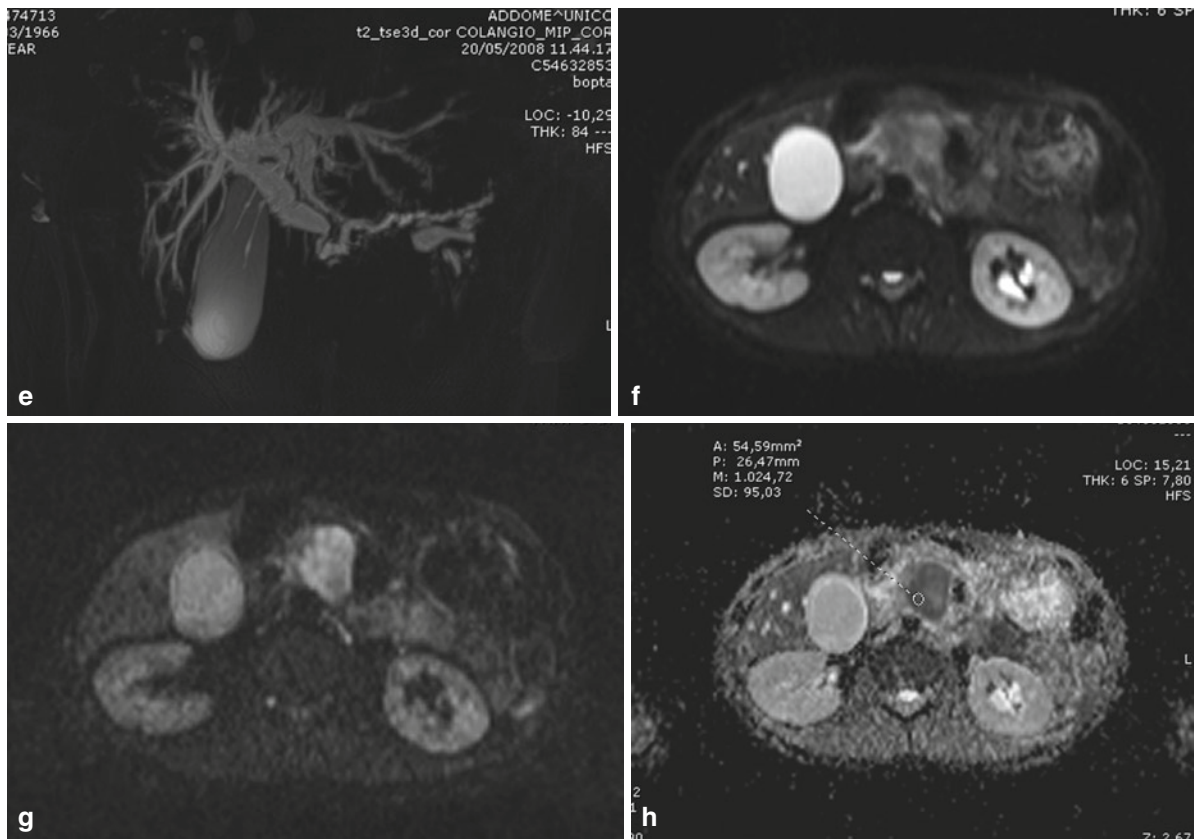 474713
3/1966
EAR
ADDOME^UNICO
t2_tse3d_cor COLANGIO_MIP_COR
20/05/2008 11.44.17
C54632853
bopta
LOC: -10,29
THK: 84 ---
HFS
L
e
THK: 6 SP
f
g
A: 54,59mm²
P: 26,47mm
M: 1.024,72
SD: 95,03
---
LOC: 15,21
THK: 6 SP: 7,80
HFS
L
2
1
h
Z: 2,67